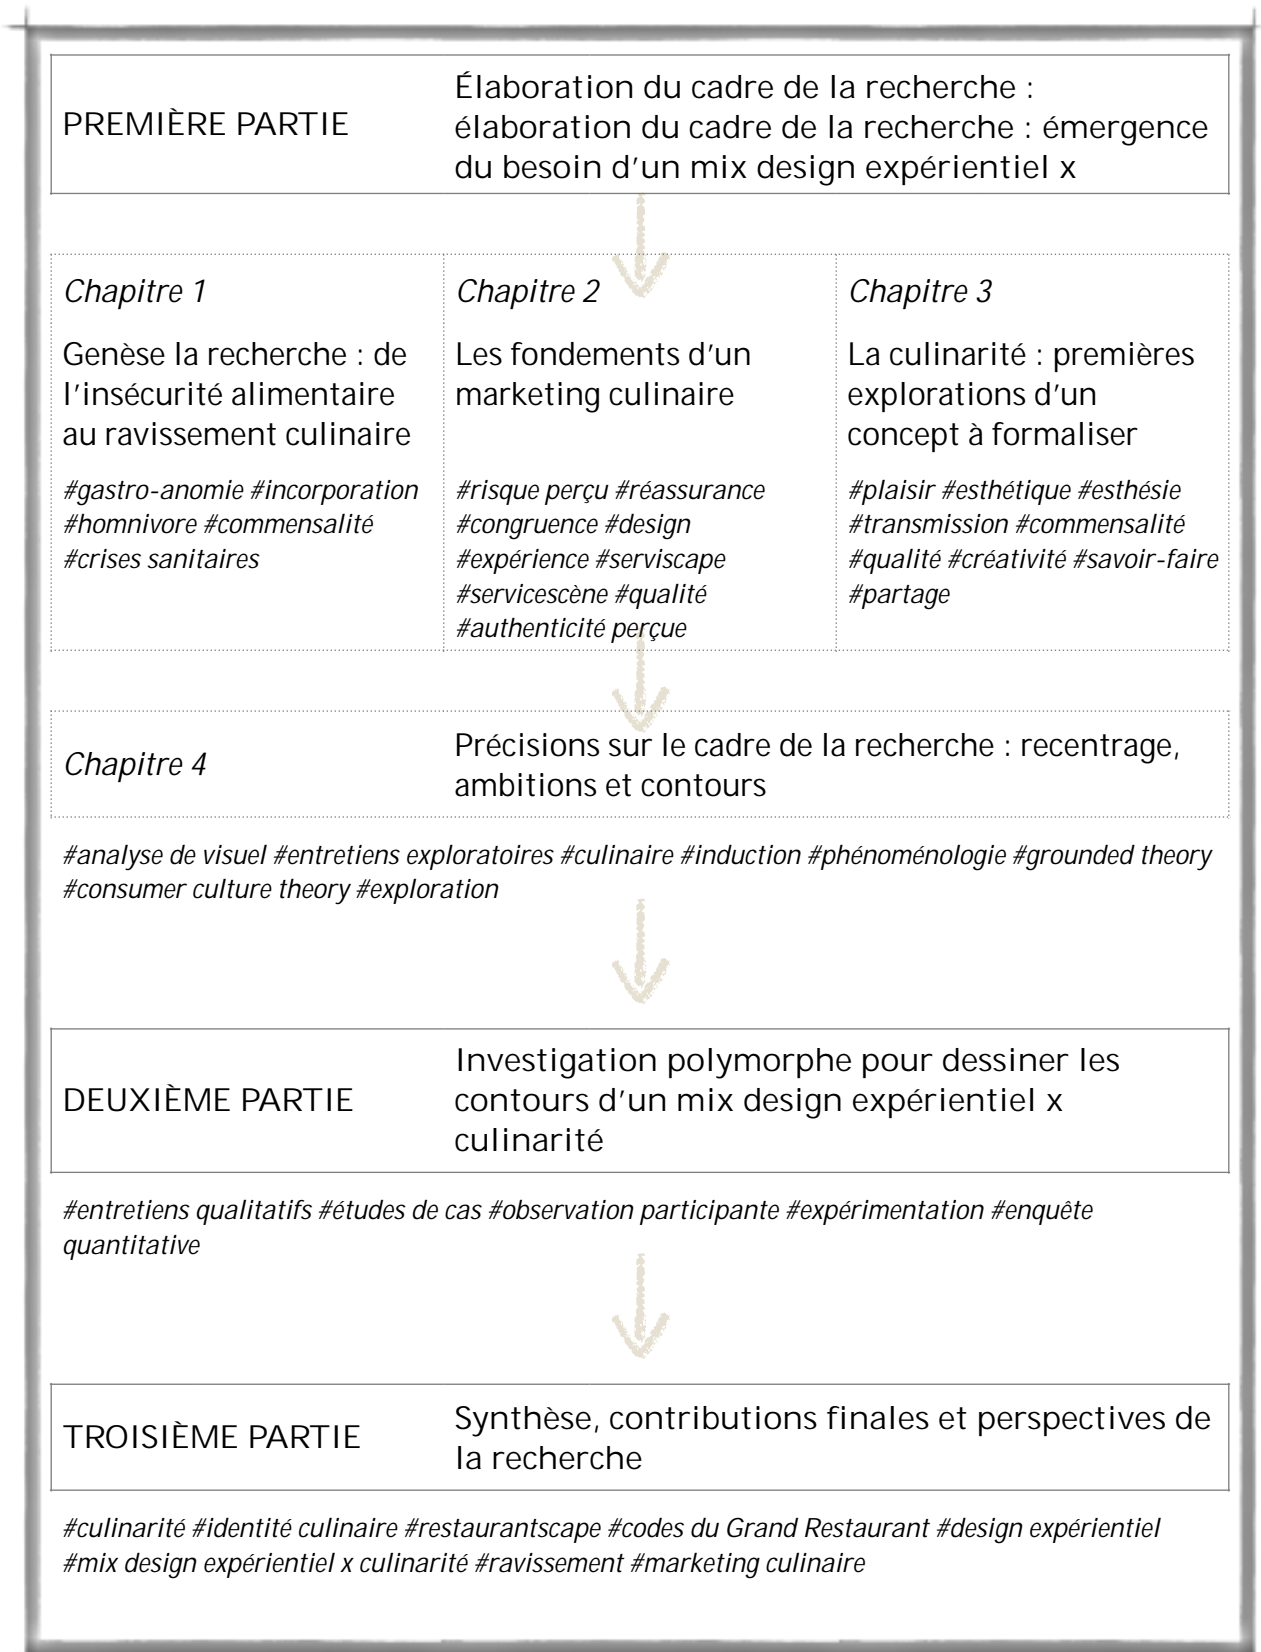 PREMIÈRE PARTIE
Élaboration du cadre de la recherche :
élaboration du cadre de la recherche : émergence
du besoin d'un mix design expérientiel x
Chapitre 1
Genèse la recherche : de
l'insécurité alimentaire
au ravissement culinaire
#gastro-anomie #incorporation
#homnivore #commensalité
#crises sanitaires
Chapitre 2
Les fondements d'un
marketing culinaire
#risque perçu #réassurance
#congruence #design
#expérience #serviscape
#servicescène #qualité
#authenticité perçue
Chapitre 3
La culinarité : premières
explorations d'un
concept à formaliser
#plaisir #esthétique #esthésie
#transmission #commensalité
#qualité #créativité #savoir-faire
#partage
Chapitre 4
Précisions sur le cadre de la recherche : recentrage,
ambitions et contours
#analyse de visuel #entretiens exploratoires #culinaire #induction #phénoménologie #grounded theory
#consumer culture theory #exploration
DEUXIÈME PARTIE
Investigation polymorphe pour dessiner les
contours d'un mix design expérientiel x
culinarité
#entretiens qualitatifs #études de cas #observation participante #expérimentation #enquête
quantitative
TROISIÈME PARTIE
Synthèse, contributions finales et perspectives de
la recherche
#culinarité #identité culinaire #restaurantscape #codes du Grand Restaurant #design expérientiel
#mix design expérientiel x culinarité #ravissement #marketing culinaire